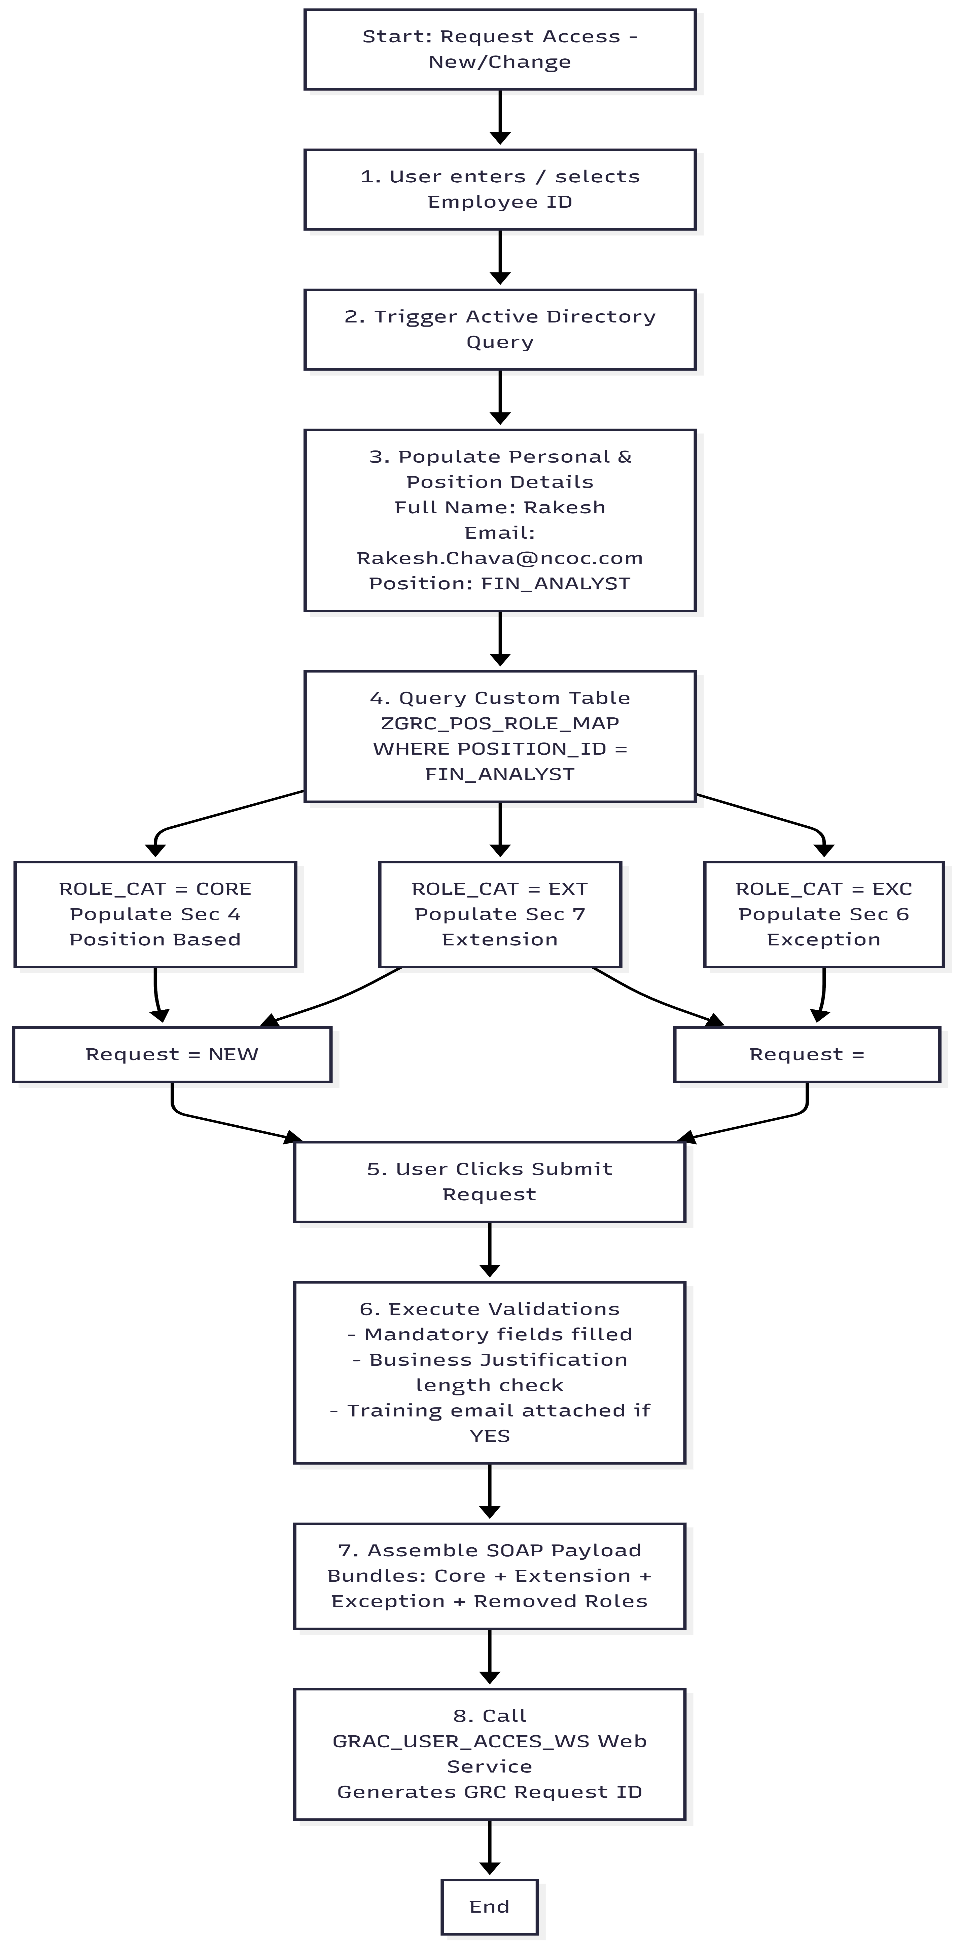 Start: Request Access -
New/Change
1. User enters / selects
Employee ID
2. Trigger Active Directory
Query
3. Populate Personal &
Position Details
Full Name: Rakesh
Email:
Rakesh.Chava@ncoc.com
Position: FIN_ANALYST
4. Query Custom Table
ZGRC_POS_ROLE_MAP
WHERE POSITION_ID =
FIN_ANALYST
ROLE_CAT = CORE
Populate Sec 4
Position Based
ROLE_CAT = EXT
Populate Sec 7
Extension
ROLE_CAT = EXC
Populate Sec 6
Exception
Request = NEW
Request =
5. User Clicks Submit
Request
6. Execute Validations
- Mandatory fields filled
- Business Justification
length check
- Training email attached if
YES
7. Assemble SOAP Payload
Bundles: Core + Extension +
Exception + Removed Roles
8. Call
GRAC_USER_ACCES_WS Web
Service
Generates GRC Request ID
End